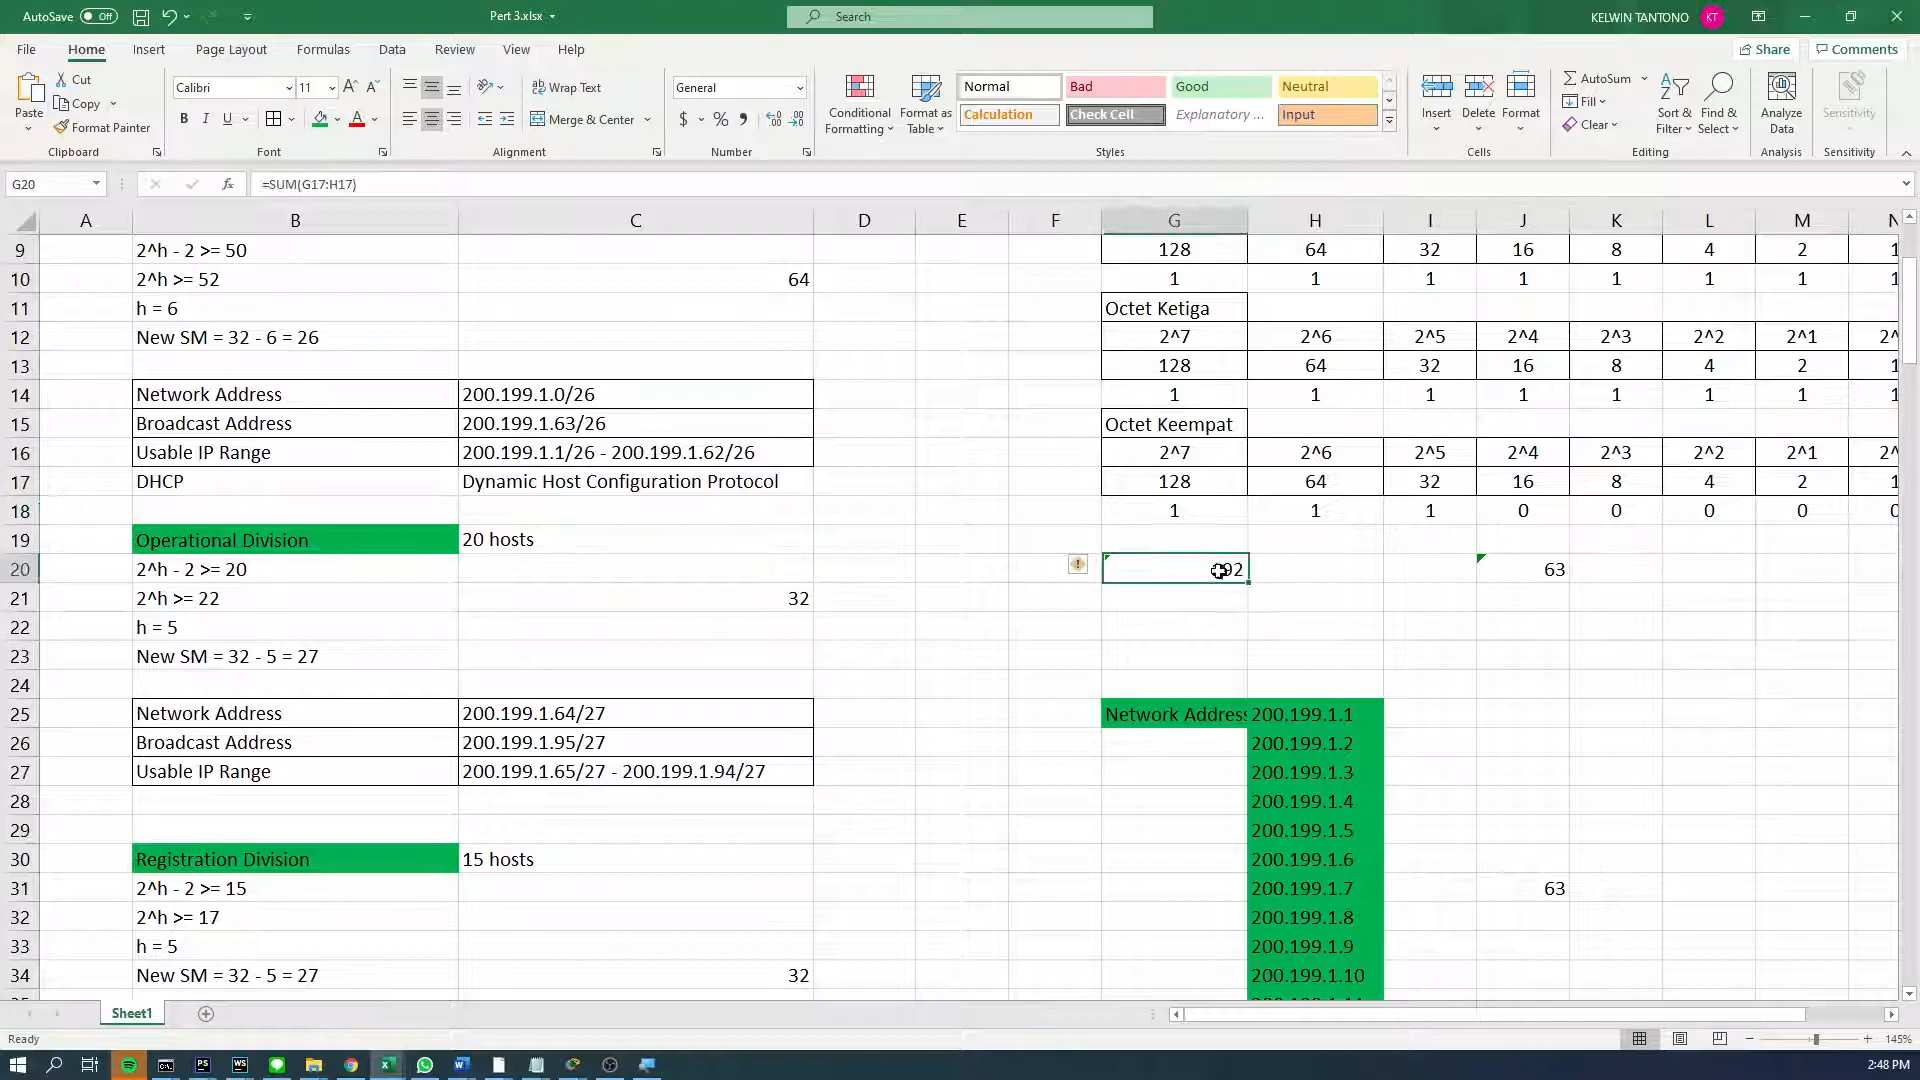 AutoSave Off Pert 3.xlsx Search KELWIN TANTONO KT
File Home Insert Page Layout Formulas Data Review View Help Share Comments
Paste Cut Copy Format Painter Clipboard
Calibri 11 A A B I U A Font
ab Wrap Text Merge & Center Alignment
General $ % Number
Conditional Formatting Format as Table Normal Bad Good Neutral Calculation Check Cell Explanatory ... Input Styles
Insert Delete Format Cells
AutoSum Fill Clear Sort & Filter Find & Select Editing
Analyze Data Analysis Sensitivity Sensitivity
G20 fx =SUM(G17:H17)
A B C D E F G H I J K L M N
9 2^h - 2 >= 50 128 64 32 16 8 4 2
10 2^h >= 52 64 1 1 1 1 1 1 1
11 h = 6 Octet Ketiga
12 New SM = 32 - 6 = 26 2^7 2^6 2^5 2^4 2^3 2^2 2^1
13 128 64 32 16 8 4 2
14 Network Address 200.199.1.0/26 1 1 1 1 1 1 1
15 Broadcast Address 200.199.1.63/26 Octet Keempat
16 Usable IP Range 200.199.1.1/26 - 200.199.1.62/26 2^7 2^6 2^5 2^4 2^3 2^2 2^1
17 DHCP Dynamic Host Configuration Protocol 128 64 32 16 8 4 2
18 1 1 1 0 0 0 0
19 Operational Division 20 hosts
20 2^h - 2 >= 20 63
21 2^h >= 22 32
22 h = 5
23 New SM = 32 - 5 = 27
24
25 Network Address 200.199.1.64/27 Network Address 200.199.1.1
26 Broadcast Address 200.199.1.95/27 200.199.1.2
27 Usable IP Range 200.199.1.65/27 - 200.199.1.94/27 200.199.1.3
28 200.199.1.4
29 200.199.1.5
30 Registration Division 15 hosts 200.199.1.6
31 2^h - 2 >= 15 200.199.1.7 63
32 2^h >= 17 200.199.1.8
33 h = 5 200.199.1.9
34 New SM = 32 - 5 = 27 32 200.199.1.10
Sheet1
Ready 145%
PS WS 2:48 PM